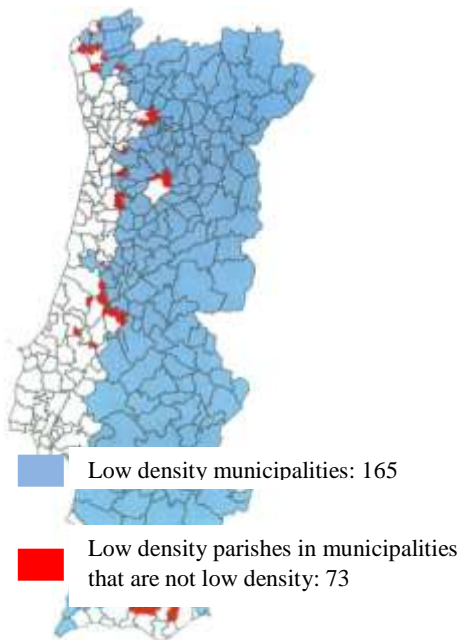 Low density municipalities: 165
Low density parishes in municipalities
that are not low density: 73